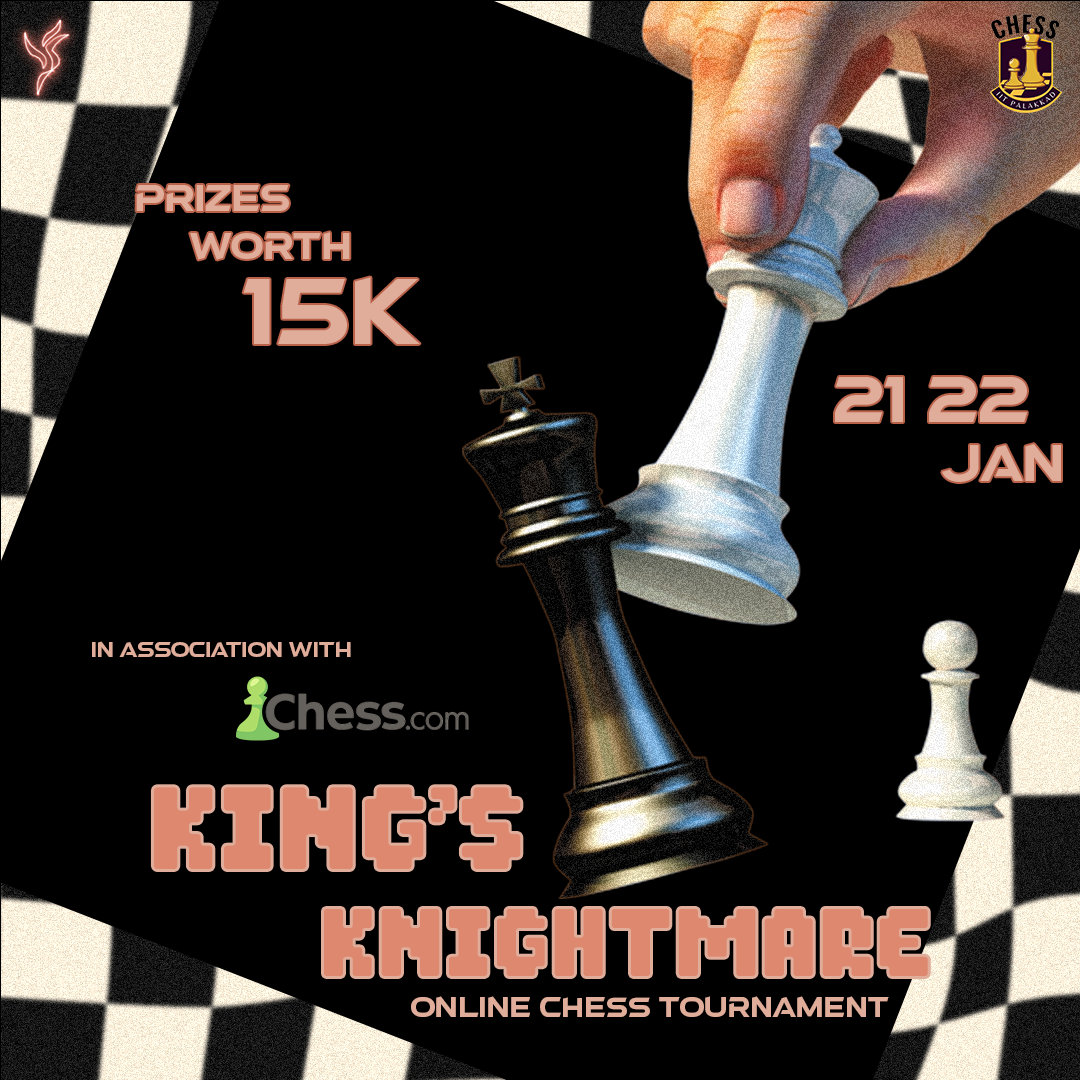 CHESS
IIT PALAKKAD
PRIZES
WORTH
15K
21 22
JAN
IN ASSOCIATION WITH
Chess.com
KING'S
KNIGHTMARE
ONLINE CHESS TOURNAMENT